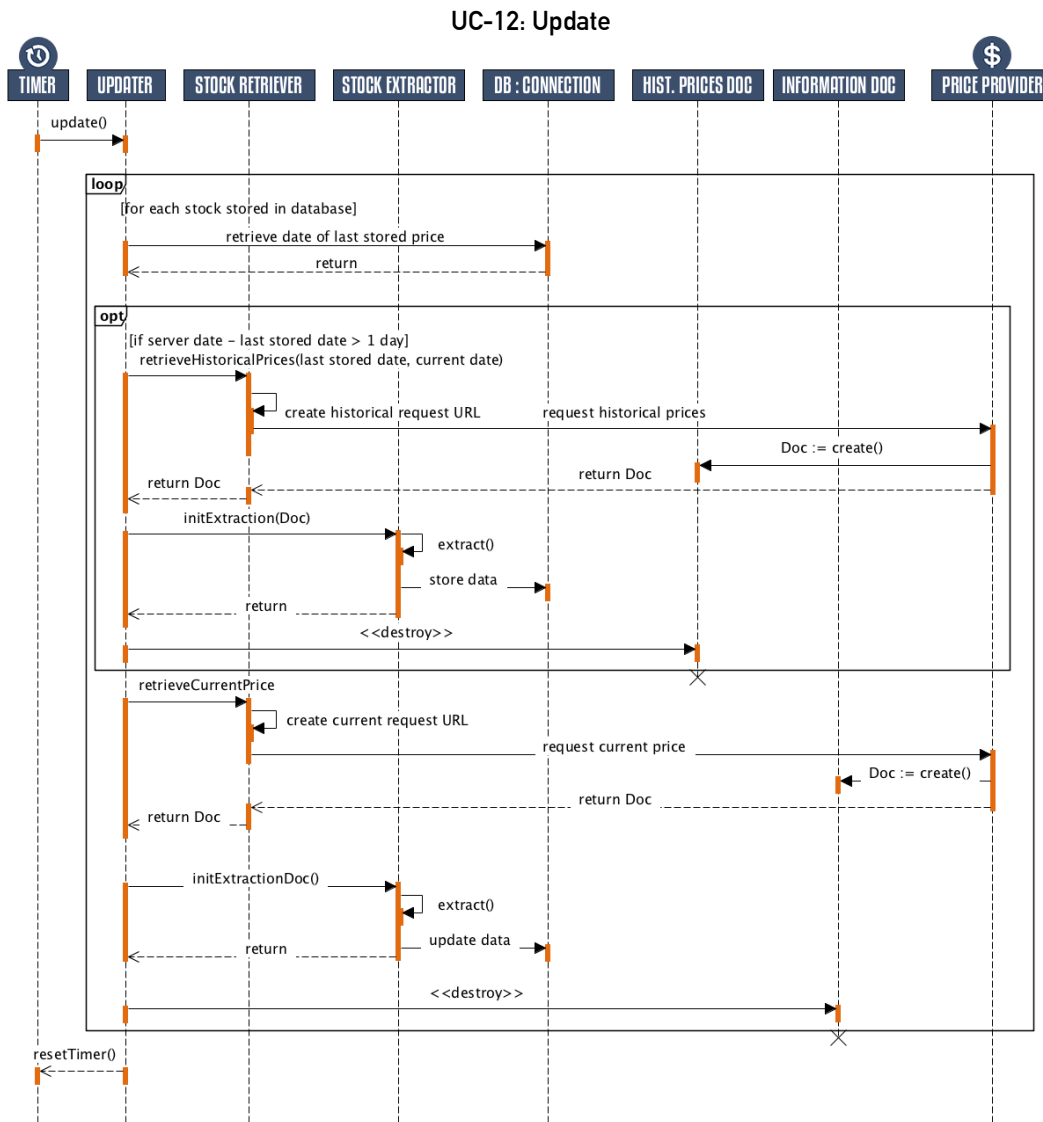 UC-12: Update
TIMER
UPDATER
STOCK RETRIEVER
STOCK EXTRACTOR
DB : CONNECTION
HIST. PRICES DOC
INFORMATION DOC
$
PRICE PROVIDER
update()
loop
[for each stock stored in database]
retrieve date of last stored price
return
opt
[if server date - last stored date > 1 day]
retrieveHistoricalPrices(last stored date, current date)
create historical request URL
request historical prices
Doc := create()
return Doc
return Doc
initExtraction(Doc)
extract()
store data
return
<<destroy>>
retrieveCurrentPrice
create current request URL
request current price
Doc := create()
return Doc
return Doc
initExtractionDoc()
extract()
update data
return
<<destroy>>
resetTimer()